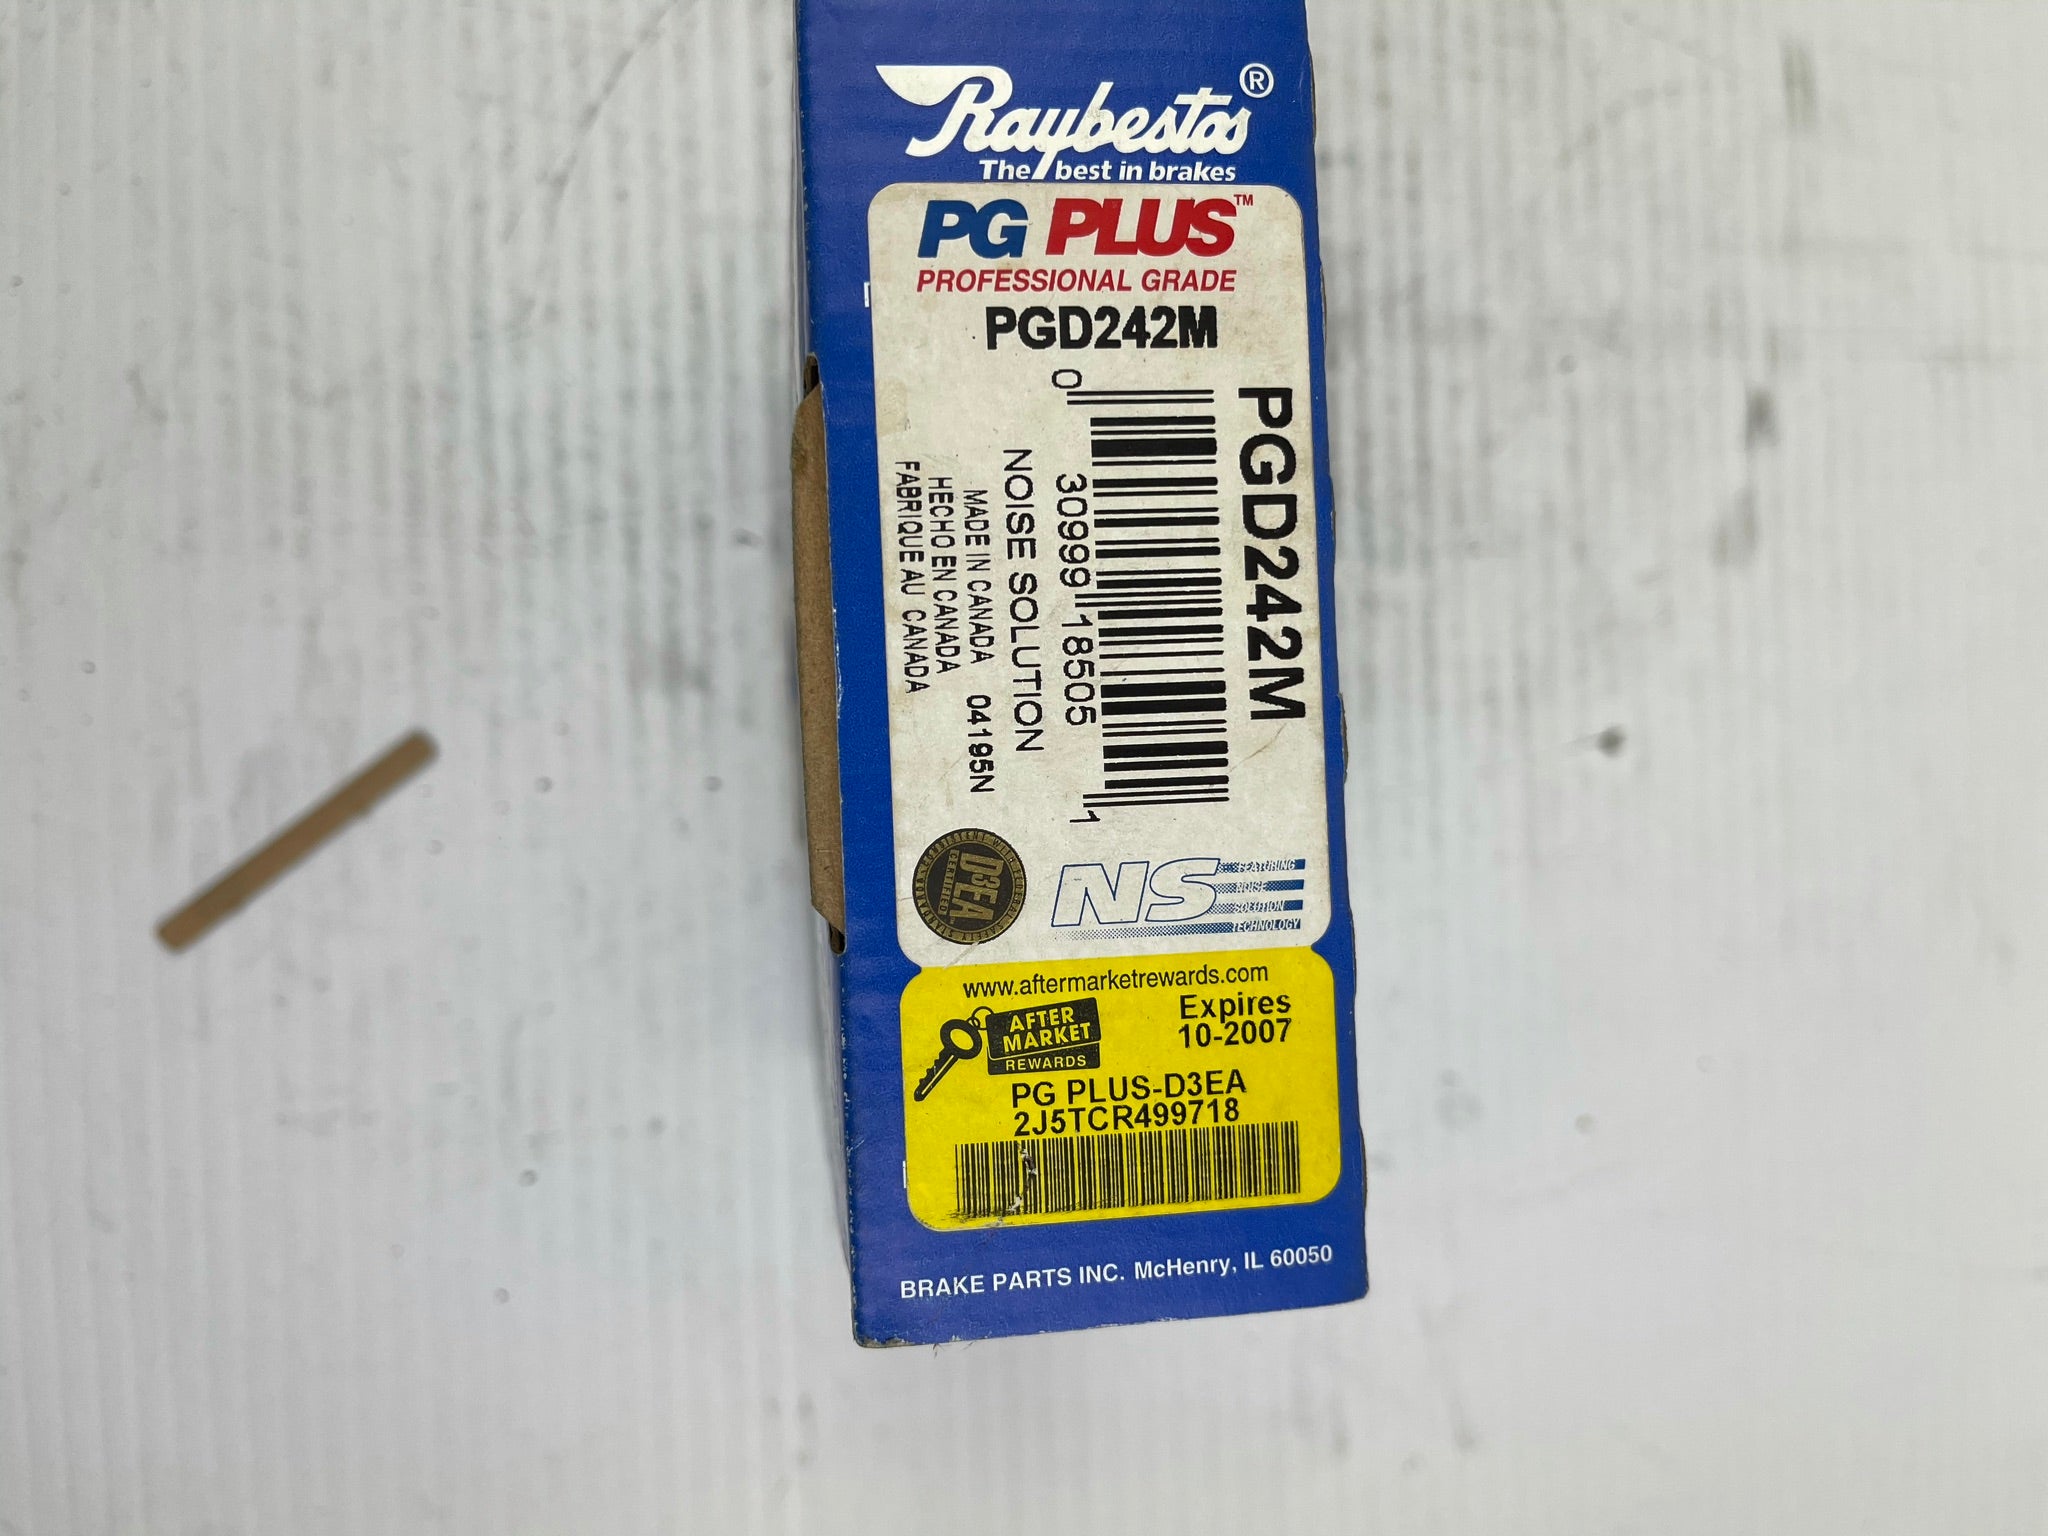 Raybestos®
The best in brakes
PG PLUS™
PROFESSIONAL GRADE
PGD242M
PGD242M
0 30999 18505 1
NOISE SOLUTION
MADE IN CANADA 04195N
HECHO EN CANADA
FABRIQUE AU CANADA
D3EA™
CERTIFIED
NS
FEATURING
NOISE
SOLUTION
TECHNOLOGY
www.aftermarketrewards.com
AFTER
MARKET
REWARDS
Expires
10-2007
PG PLUS-D3EA
2J5TCR499718
BRAKE PARTS INC. McHenry, IL 60050